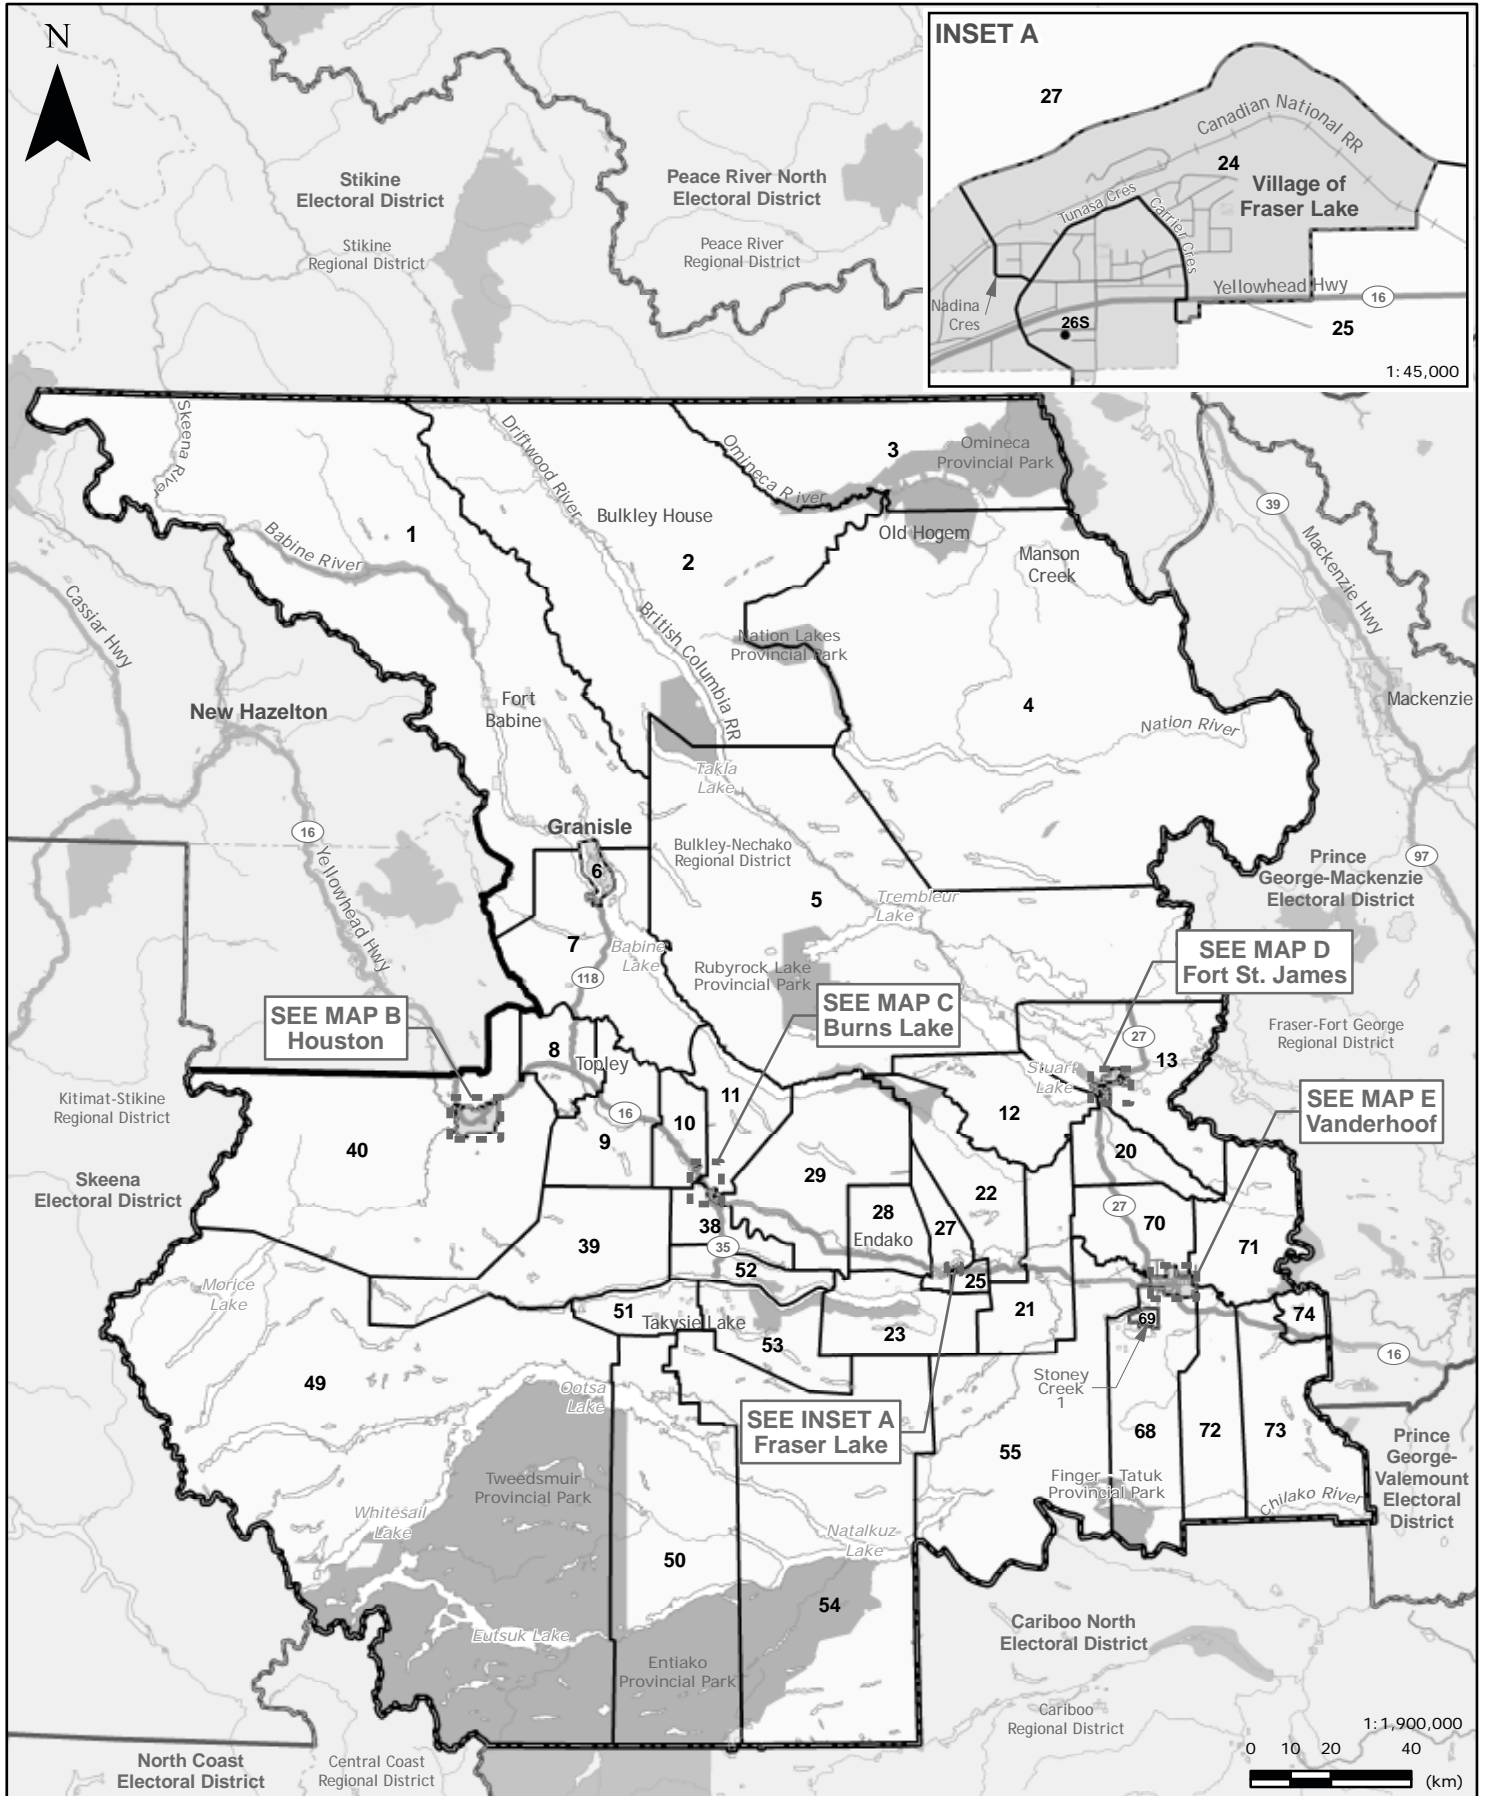 N
INSET A
27
Canadian National RR
24
Village of
Fraser Lake
Tunasa Cres
Carrier Cres
Yellowhead Hwy
16
Nadina
Cres
26S
25
1:45,000
Stikine
Electoral District
Stikine
Regional District
Peace River North
Electoral District
Peace River
Regional District
Skeena River
Driftwood River
Omineca River
3
Omineca
Provincial Park
39
Mackenzie Hwy
Babine River
1
Bulkley House
2
Old Hogem
Manson
Creek
Cassiar Hwy
British Columbia RR
Nation Lakes
Provincial Park
New Hazelton
Fort
Babine
4
Nation River
Mackenzie
Takla
Lake
16
Yellowhead Hwy
Granisle
6
Bulkley-Nechako
Regional District
5
Trembleur
Lake
Prince
George-Mackenzie
Electoral District
97
7
Babine
Lake
118
Rubyrock Lake
Provincial Park
SEE MAP D
Fort St. James
SEE MAP B
Houston
SEE MAP C
Burns Lake
Fraser-Fort George
Regional District
8
Topley
27
13
Stuart
Lake
Kitimat-Stikine
Regional District
SEE MAP E
Vanderhoof
16
10
11
12
40
9
20
Skeena
Electoral District
29
22
28
27
Endako
27
70
71
38
35
39
52
25
Morice
Lake
51
Takysie Lake
53
23
21
69
74
16
Stoney
Creek
1
49
Ootsa
Lake
SEE INSET A
Fraser Lake
55
68
72
73
Prince
George-
Valemount
Electoral
District
Tweedsmuir
Provincial Park
Finger - Tatuk
Provincial Park
Chilako River
Whitesail
Lake
Natalkuz
Lake
50
54
Eutsuk Lake
Entiako
Provincial Park
Cariboo North
Electoral District
Cariboo
Regional District
North Coast
Electoral District
Central Coast
Regional District
1:1,900,000
0 10 20 40
(km)